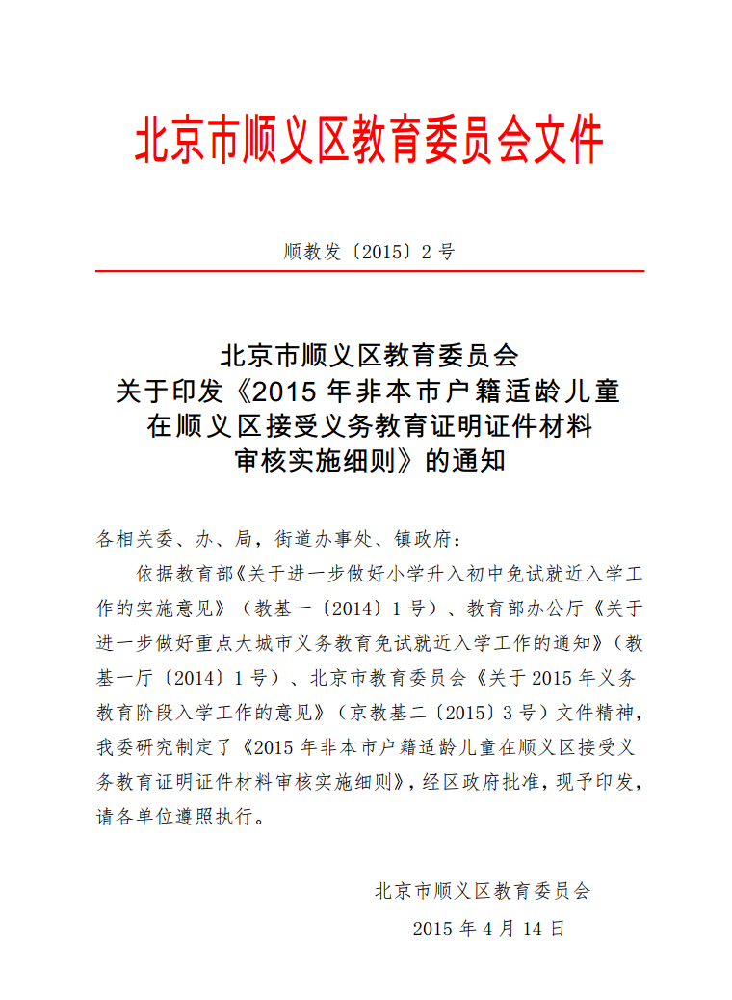 北京市顺义区教育委员会文件
顺教发〔2015〕2 号
北京市顺义区教育委员会
关于印发《2015 年非本市户籍适龄儿童
在顺义区接受义务教育证明证件材料
审核实施细则》的通知
各相关委、办、局，街道办事处、镇政府：
依据教育部《关于进一步做好小学升入初中免试就近入学工
作的实施意见》（教基一〔2014〕1 号）、教育部办公厅《关于
进一步做好重点大城市义务教育免试就近入学工作的通知》（教
基一厅〔2014〕1 号）、北京市教育委员会《关于 2015 年义务
教育阶段入学工作的意见》（京教基二〔2015〕3 号）文件精神，
我委研究制定了《2015 年非本市户籍适龄儿童在顺义区接受义
务教育证明证件材料审核实施细则》，经区政府批准，现予印发，
请各单位遵照执行。
北京市顺义区教育委员会
2015 年 4 月 14 日